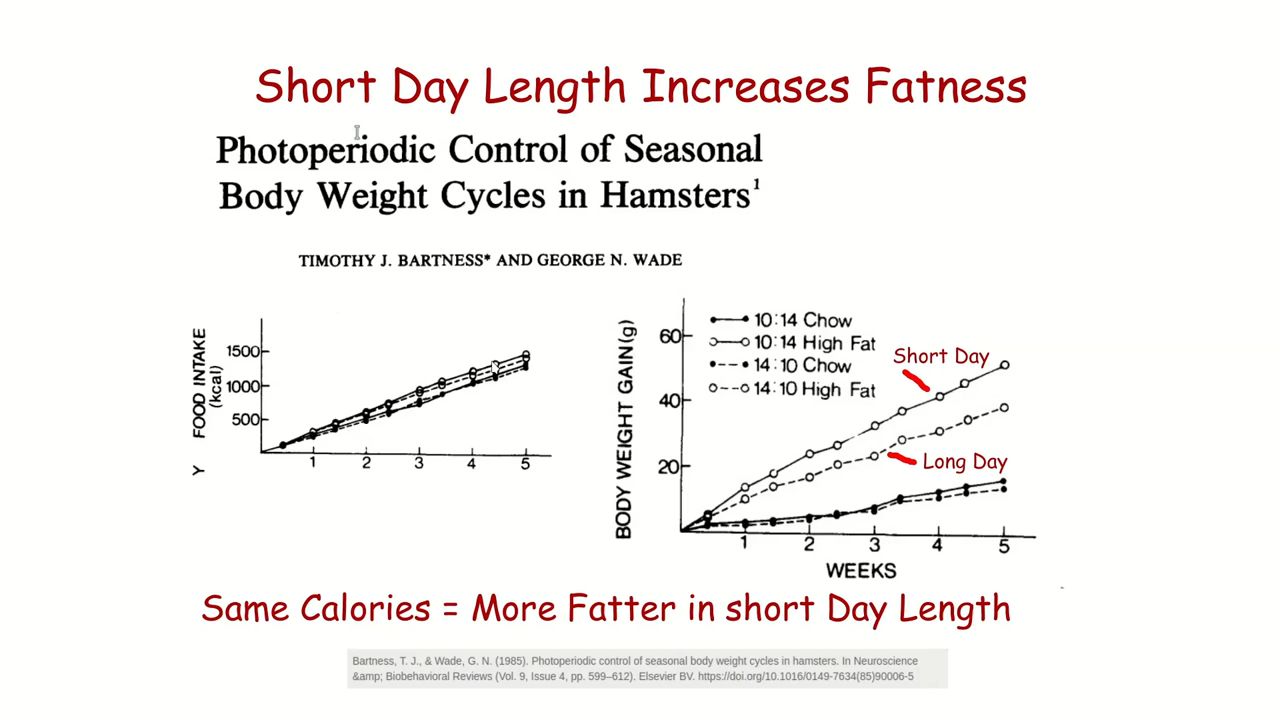 Short Day Length Increases Fatness
Photoperiodic Control of Seasonal
Body Weight Cycles in Hamsters¹
TIMOTHY J. BARTNESS* AND GEORGE N. WADE
Y FOOD INTAKE
(kcal)
1500
1000
500
1 2 3 4 5
BODY WEIGHT GAIN (g)
60
40
20
10:14 Chow
10:14 High Fat
14:10 Chow
14:10 High Fat
Short Day
Long Day
1 2 3 4 5
WEEKS
Same Calories = More Fatter in short Day Length
Bartness, T. J., & Wade, G. N. (1985). Photoperiodic control of seasonal body weight cycles in hamsters. In Neuroscience
&amp; Biobehavioral Reviews (Vol. 9, Issue 4, pp. 599–612). Elsevier BV. https://doi.org/10.1016/0149-7634(85)90006-5